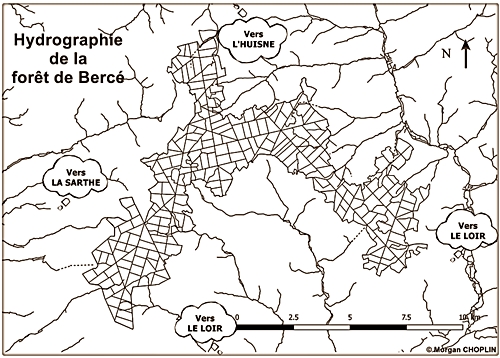 Hydrographie
de la
forêt de Bercé
Vers
L'HUISNE
N
Vers
LA SARTHE
Vers
LE LOIR
Vers
LE LOIR
0 2.5 5 7.5 10 km
© Morgan CHOPLIN